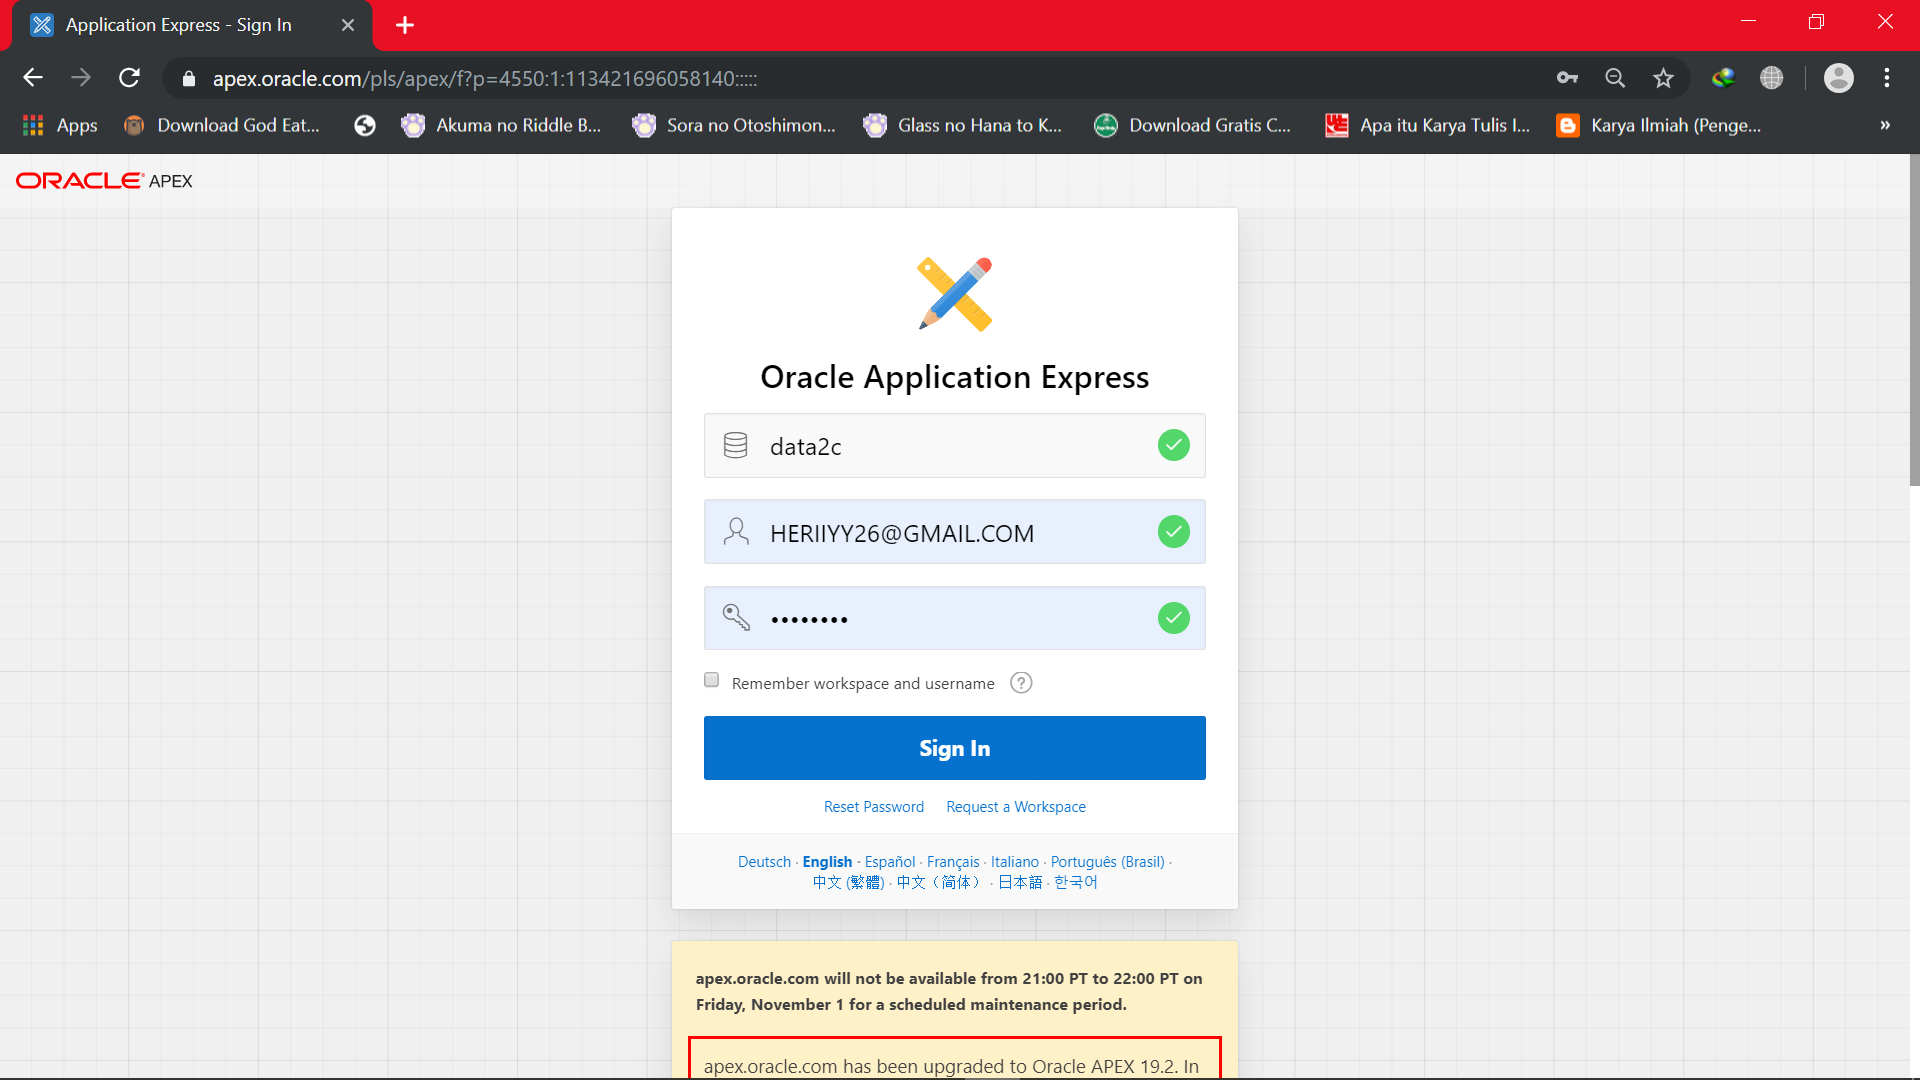 Application Express - Sign In
apex.oracle.com/pls/apex/f?p=4550:1:113421696058140:::::
Apps
Download God Eat...
Akuma no Riddle B...
Sora no Otoshimon...
Glass no Hana to K...
Download Gratis C...
Apa itu Karya Tulis I...
Karya Ilmiah (Penge...
»
ORACLE APEX
Oracle Application Express
data2c
HERIIYY26@GMAIL.COM
••••••••
Remember workspace and username ?
Sign In
Reset Password Request a Workspace
Deutsch · English - Español · Français · Italiano · Português (Brasil) ·
中文 (繁體) · 中文（简体） · 日本語 · 한국어
apex.oracle.com will not be available from 21:00 PT to 22:00 PT on
Friday, November 1 for a scheduled maintenance period.
apex.oracle.com has been upgraded to Oracle APEX 19.2. In